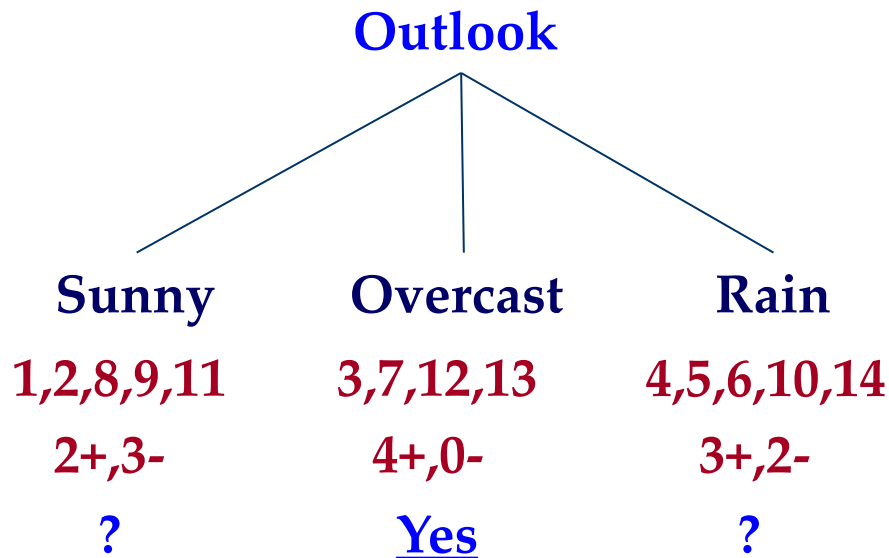 Outlook
Sunny Overcast Rain
1,2,8,9,11 3,7,12,13 4,5,6,10,14
2+,3- 4+,0- 3+,2-
? Yes ?